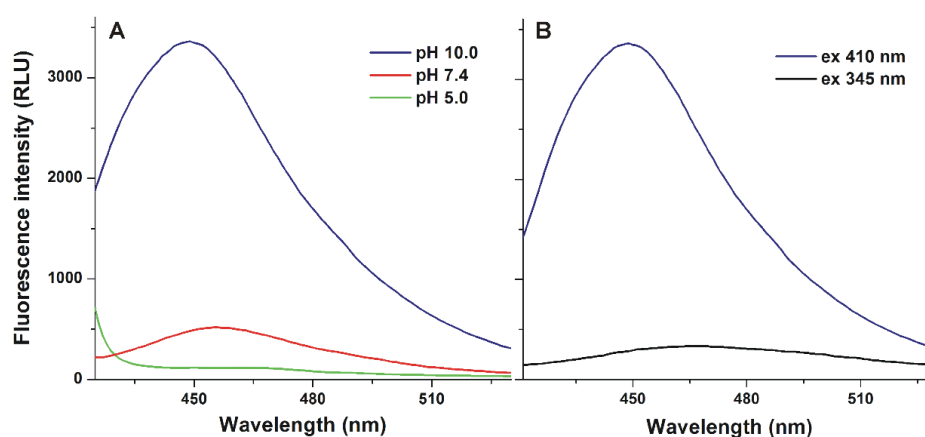 A
B
pH 10.0
pH 7.4
pH 5.0
ex 410 nm
ex 345 nm
Fluorescence intensity (RLU)
3000
2000
1000
0
450
480
510
450
480
510
Wavelength (nm)
Wavelength (nm)